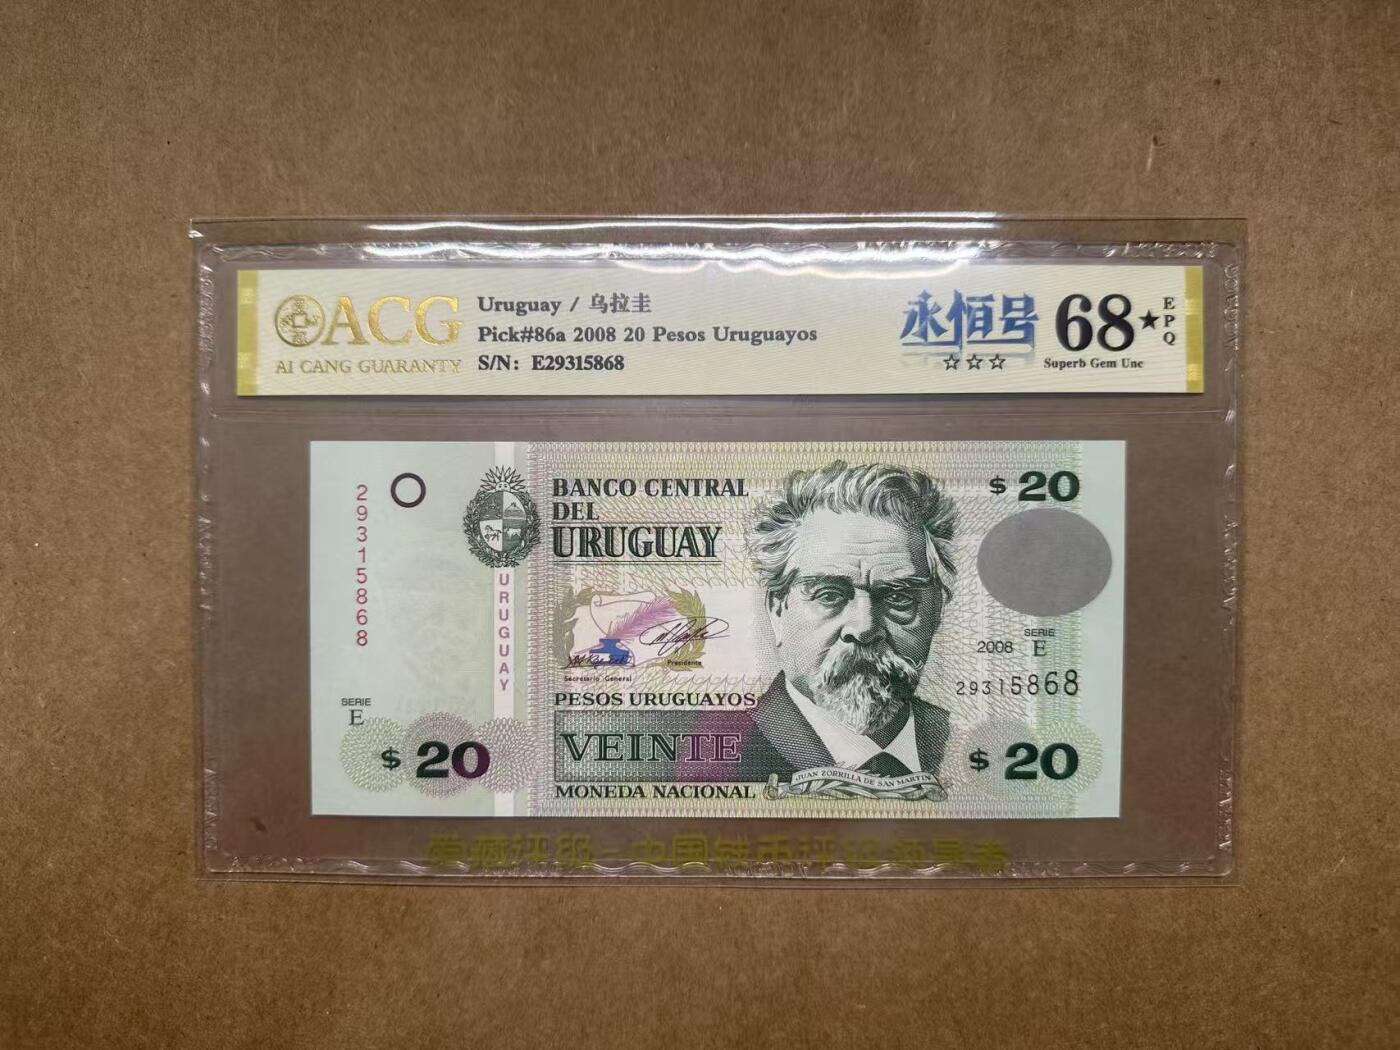 ACG
AI CANG GUARANTY
Uruguay / 乌拉圭
Pick#86a 2008 20 Pesos Uruguayos
S/N: E29315868
永恒号
☆☆☆
68★
EPQ
Superb Gem Unc
29315868
BANCO CENTRAL
DEL
URUGUAY
$ 20
URUGUAY
Presidente
Secretario General
SERIE
2008 E
29315868
SERIE
E
$ 20
PESOS URUGUAYOS
VEINTE
MONEDA NACIONAL
JUAN ZORRILLA DE SAN MARTIN
$ 20